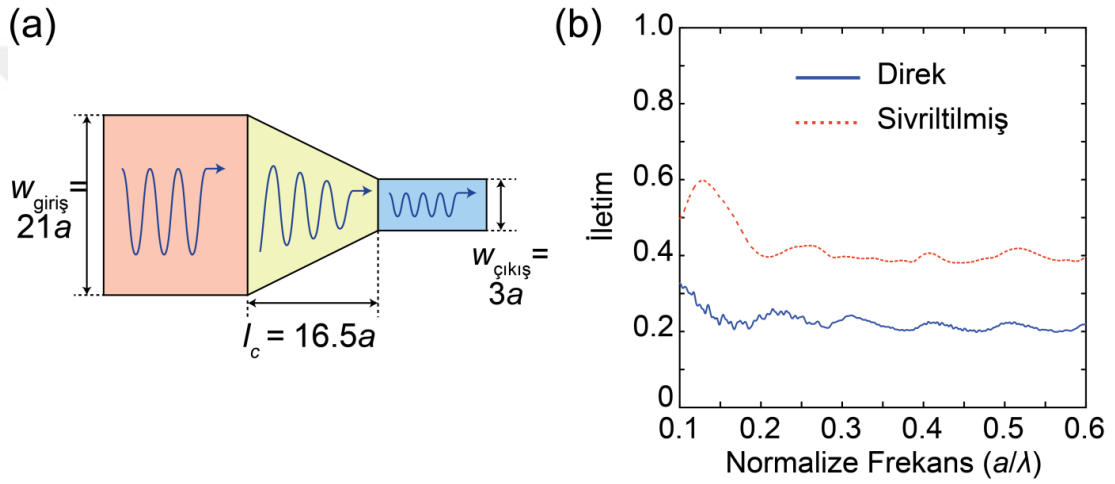 (a)
w giriş =
21a
l c = 16.5a
w çıkış =
3a
(b)
1.0
0.8
0.6
0.4
0.2
0
İletim
Direk
Sivriltilmiş
0.1 0.2 0.3 0.4 0.5 0.6
Normalize Frekans (a/λ)